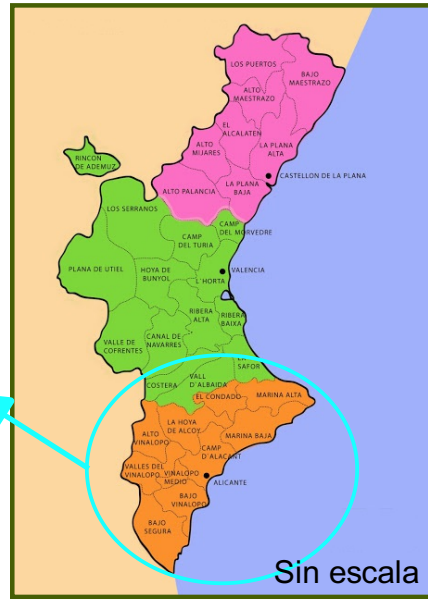 LOS PUERTOS
BAJO
MAESTRAZO
ALTO
MAESTRAZO
EL
ALCALATEN
ALTO
MIJARES
LA PLANA
ALTA
RINCON
DE ADEMUZ
CASTELLON DE LA PLANA
ALTO PALANCIA
LA PLANA
BAJA
LOS SERRANOS
CAMP
DEL TURIA
CAMP
DEL MORVEDRE
PLANA DE UTIEL
HOYA DE
BUNYOL
VALENCIA
L'HORTA
RIBERA
ALTA
RIBERA
BAIXA
VALLE DE
COFRENTES
CANAL DE
NAVARRES
SAFOR
COSTERA
VALL
D'ALBAIDA
EL CONDADO
MARINA ALTA
LA HOYA
DE ALCOY
ALTO
VINALOPO
MARINA BAJA
CAMP
D'ALACANT
VALLES DEL
VINALOPO
VINALOPO
MEDIO
ALICANTE
BAJO
VINALOPO
BAJO
SEGURA
Sin escala